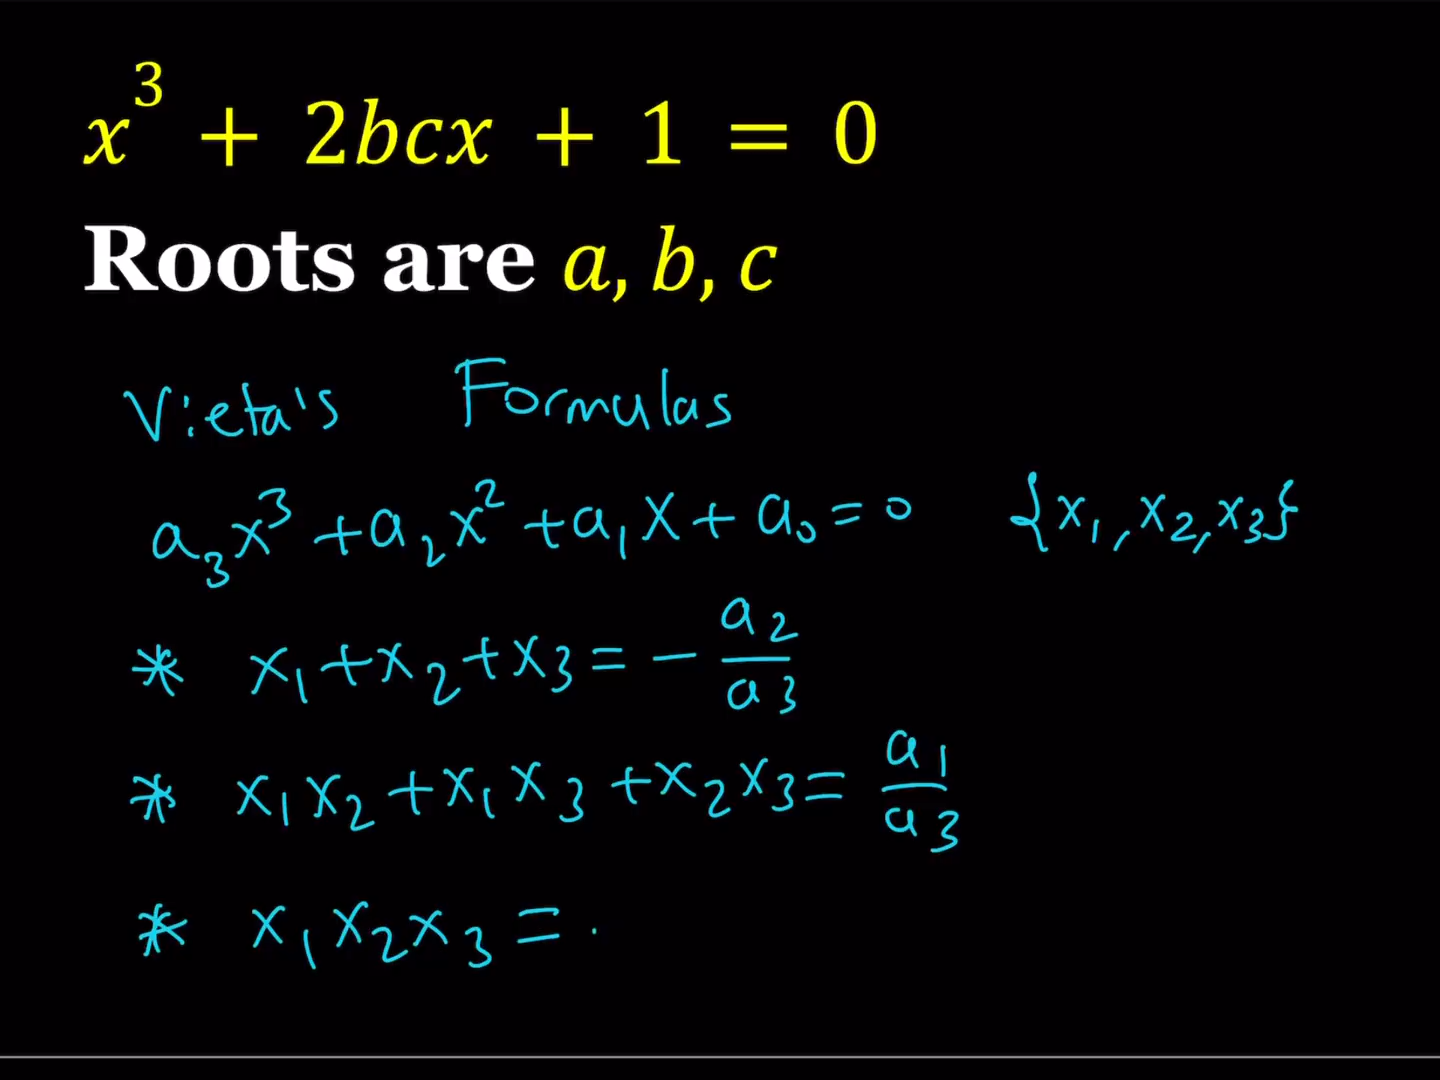 x³ + 2bcx + 1 = 0
Roots are a, b, c
Vieta's Formulas
a₃x³ + a₂x² + a₁x + a₀ = 0 {x₁, x₂, x₃}
* x₁ + x₂ + x₃ = - a₂/a₃
* x₁x₂ + x₁x₃ + x₂x₃ = a₁/a₃
* x₁x₂x₃ =